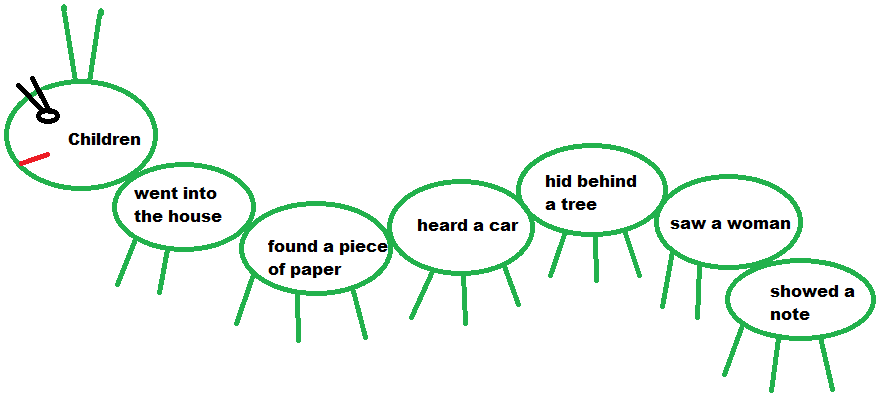 Children
went into
the house
found a piece
of paper
heard a car
hid behind
a tree
saw a woman
showed a
note